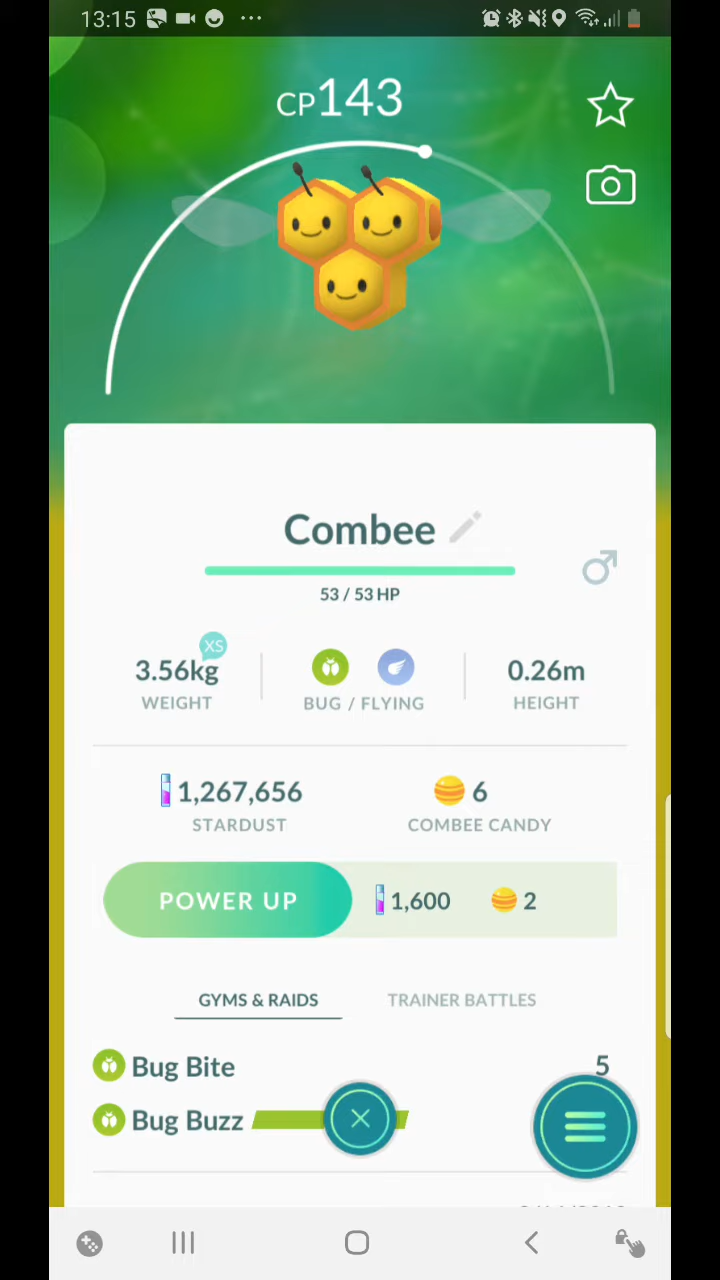 13:15
CP143
Combee
53 / 53 HP
XS
3.56kg
WEIGHT
BUG / FLYING
0.26m
HEIGHT
1,267,656
STARDUST
6
COMBEE CANDY
POWER UP
1,600
2
GYMS & RAIDS
TRAINER BATTLES
Bug Bite
5
Bug Buzz